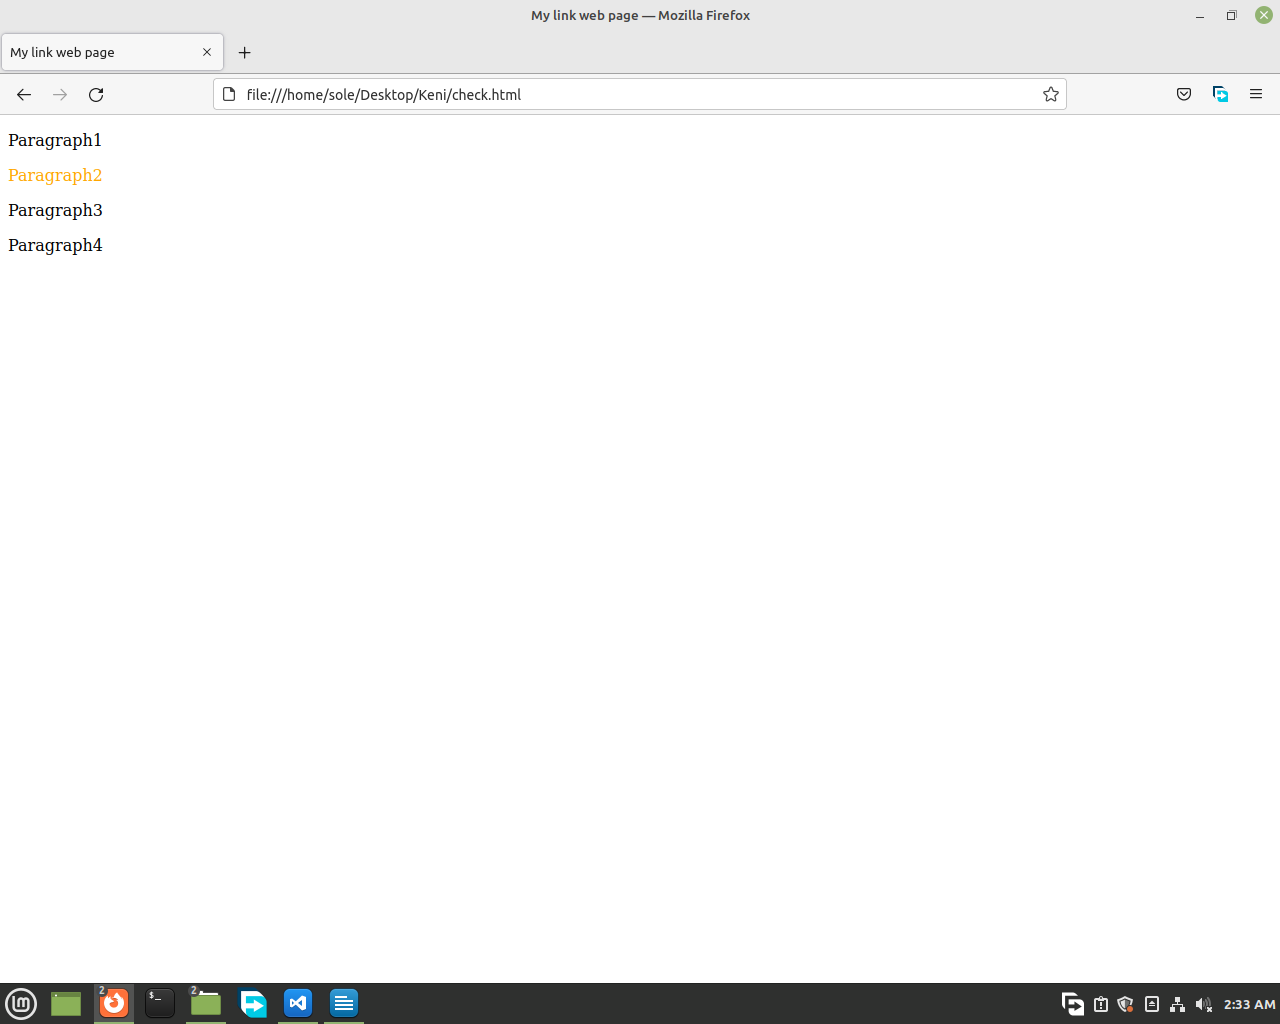 My link web page — Mozilla Firefox
My link web page
file:///home/sole/Desktop/Keni/check.html
Paragraph1
Paragraph2
Paragraph3
Paragraph4
2
$_
2
2:33 AM